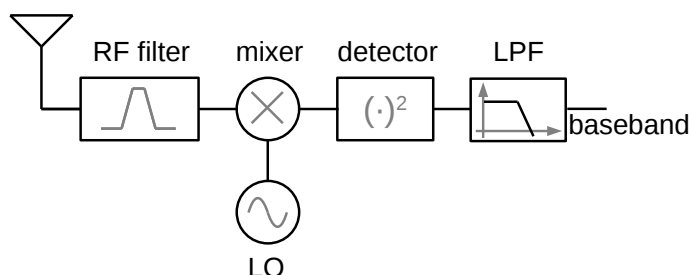 RF filter
mixer
detector
LPF
(·)²
baseband
LO